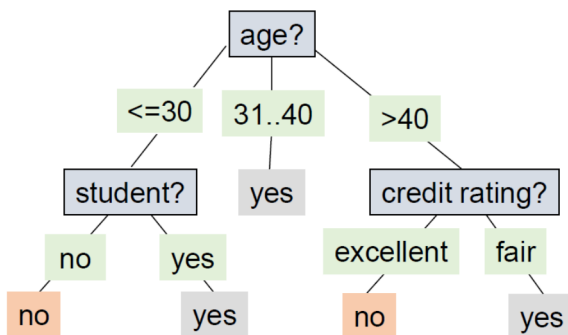 age?
<=30 31..40 >40
student? yes credit rating?
no yes excellent fair
no yes no yes